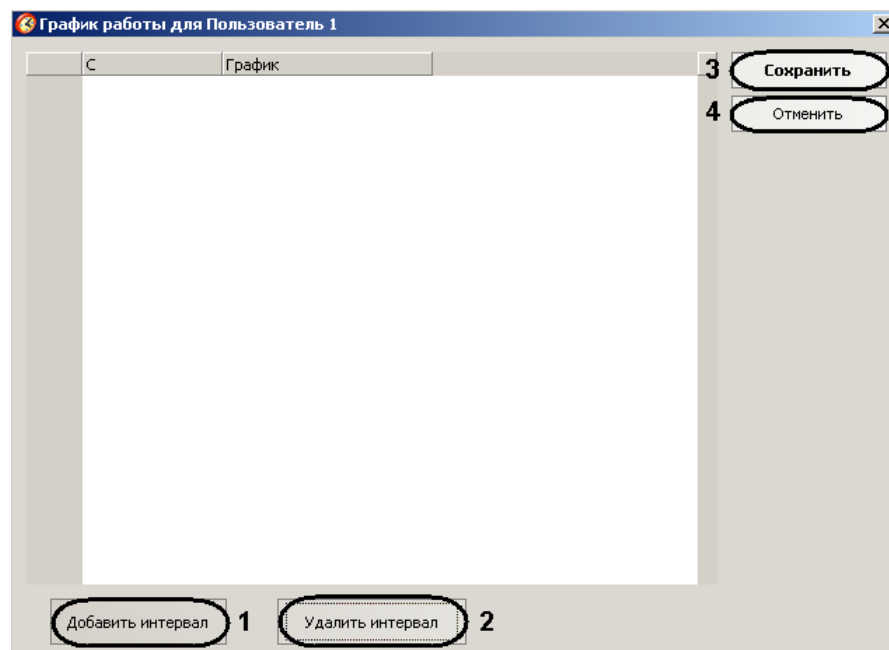 График работы для Пользователь 1
С График
3 Сохранить
4 Отменить
Добавить интервал 1 Удалить интервал 2